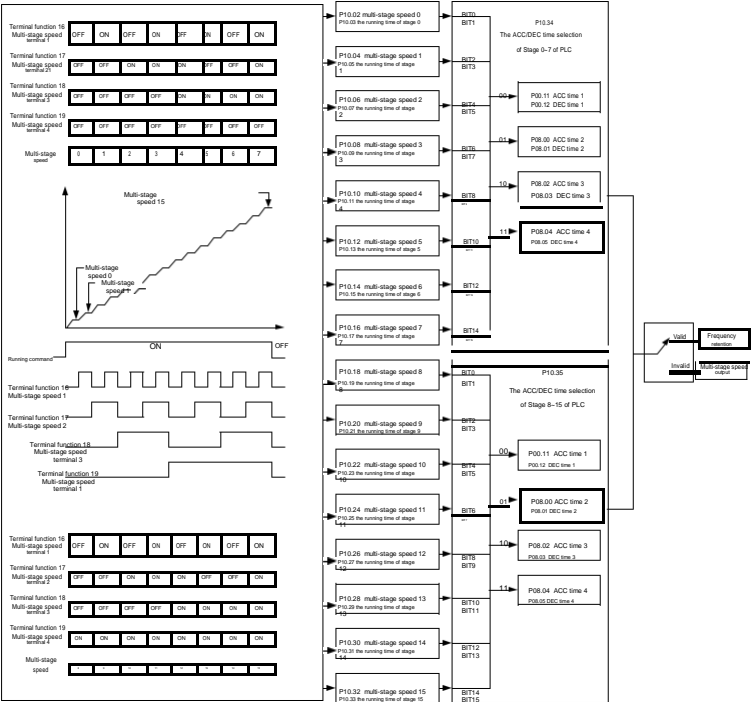 Terminal function 16
Multi-stage speed
terminal 1
OFF ON OFF ON OFF ON OFF ON
Terminal function 17
Multi-stage speed
terminal 21
OFF OFF ON ON OFF OFF ON ON
Terminal function 18
Multi-stage speed
terminal 3
OFF OFF OFF OFF ON ON ON ON
Terminal function 19
Multi-stage speed
terminal 4
OFF OFF OFF OFF OFF OFF OFF OFF
Multi-stage
speed
0 1 2 3 4 5 6 7
Multi-stage
speed 15
Multi-stage
speed 0
Multi-stage
speed 1
ON
OFF
Running command
Terminal function 16
Multi-stage speed 1
Terminal function 17
Multi-stage speed 2
Terminal function 18
Multi-stage speed
terminal 3
Terminal function 19
Multi-stage speed
terminal 1
Terminal function 16
Multi-stage speed
terminal 1
OFF ON OFF ON OFF ON OFF ON
Terminal function 17
Multi-stage speed
terminal 2
OFF OFF ON ON ON OFF OFF ON
Terminal function 18
Multi-stage speed
terminal 3
OFF OFF OFF OFF ON ON ON ON
Terminal function 19
Multi-stage speed
terminal 4
ON ON ON ON ON ON ON ON
Multi-stage
speed
P10.02 multi-stage speed 0
P10.03 the running time of stage 0
P10.04 multi-stage speed 1
P10.05 the running time of stage
1
P10.06 multi-stage speed 2
P10.07 the running time of stage
2
P10.08 multi-stage speed 3
P10.09 the running time of stage
3
P10.10 multi-stage speed 4
P10.11 the running time of stage
4
P10.12 multi-stage speed 5
P10.13 the running time of stage 5
P10.14 multi-stage speed 6
P10.15 the running time of stage 6
P10.16 multi-stage speed 7
P10.17 the running time of stage
7
P10.18 multi-stage speed 8
P10.19 the running time of stage
8
P10.20 multi-stage speed 9
P10.21 the running time of stage 9
P10.22 multi-stage speed 10
P10.23 the running time of stage
10
P10.24 multi-stage speed 11
P10.25 the running time of stage
11
P10.26 multi-stage speed 12
P10.27 the running time of stage
12
P10.28 multi-stage speed 13
P10.29 the running time of stage
13
P10.30 multi-stage speed 14
P10.31 the running time of stage
14
P10.32 multi-stage speed 15
P10.33 the running time of stage 15
BIT0
BIT1
BIT2
BIT3
BIT4
BIT5
BIT6
BIT7
BIT8
BIT10
BIT12
BIT14
P10.34
The ACC/DEC time selection
of Stage 0~7 of PLC
00
P00.11 ACC time 1
P00.12 DEC time 1
01
P08.00 ACC time 2
P08.01 DEC time 2
10
P08.02 ACC time 3
P08.03 DEC time 3
11
P08.04 ACC time 4
P08.05 DEC time 4
BIT0
BIT1
BIT2
BIT3
BIT4
BIT5
BIT6
BIT8
BIT9
BIT10
BIT11
BIT12
BIT13
BIT14
BIT15
P10.35
The ACC/DEC time selection
of Stage 8~15 of PLC
00
P00.11 ACC time 1
P00.12 DEC time 1
01
P08.00 ACC time 2
P08.01 DEC time 2
10
P08.02 ACC time 3
P08.03 DEC time 3
11
P08.04 ACC time 4
P08.05 DEC time 4
Valid
Frequency
retention
Invalid
Multi-stage speed
output